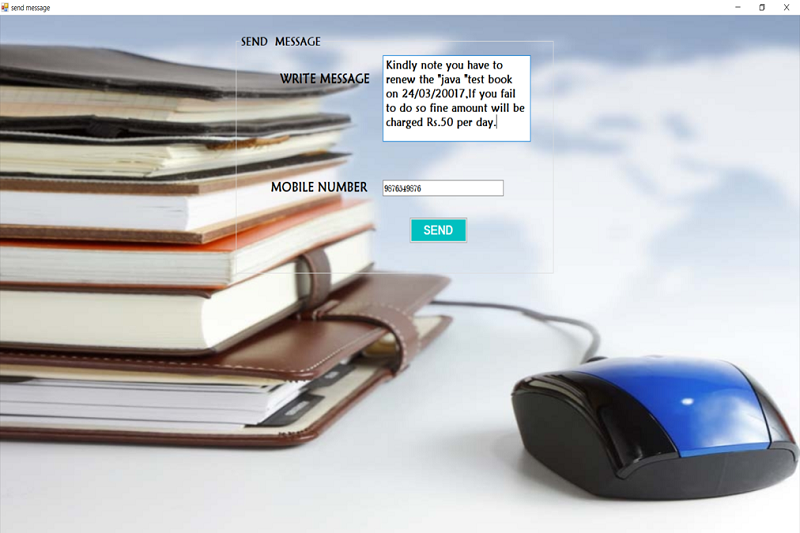 send message
SEND MESSAGE
WRITE MESSAGE
Kindly note you have to
renew the "java "test book
on 24/03/20017,If you fail
to do so fine amount will be
charged Rs.50 per day.
MOBILE NUMBER
9876349876
SEND